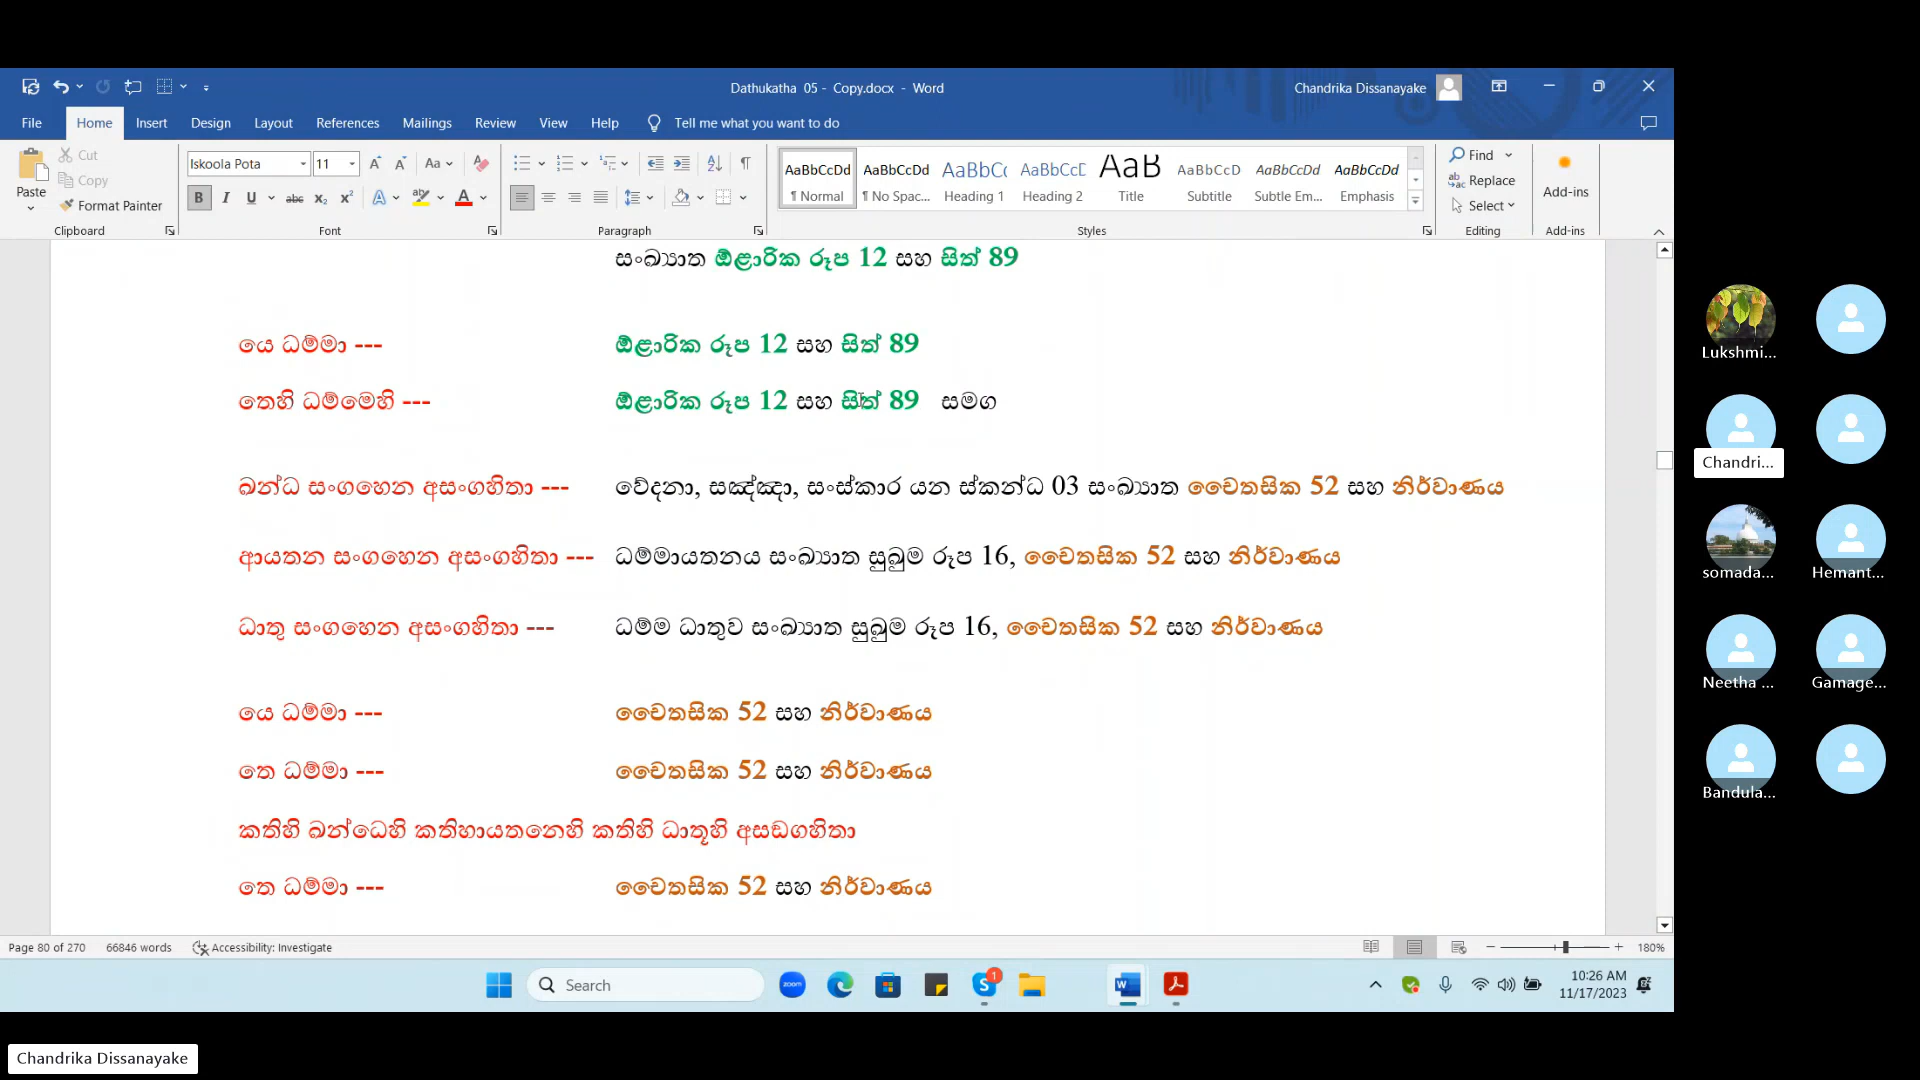 Dathukatha 05 - Copy.docx - Word
Chandrika Dissanayake
File Home Insert Design Layout References Mailings Review View Help Tell me what you want to do
Paste Cut Copy Format Painter
Clipboard
Iskoola Pota 11
Font
Paragraph
AaBbCcDd AaBbCcDd AaBbCc AaBbCcD AaB AaBbCcD AaBbCcDd AaBbCcDd
¶ Normal ¶ No Spac... Heading 1 Heading 2 Title Subtitle Subtle Em... Emphasis
Styles
Find Replace Select
Editing
Add-ins
Add-ins
සංඛ්‍යාත ඕළාරික රූප 12 සහ සිත් 89
යෙ ධම්මා --- ඕළාරික රූප 12 සහ සිත් 89
තෙහි ධම්මෙහි --- ඕළාරික රූප 12 සහ සිත් 89 සමග
ඛන්ධ සංගහෙන අසංගහිතා --- වේදනා, සඤ්ඤා, සංස්කාර යන ස්කන්ධ 03 සංඛ්‍යාත චෛතසික 52 සහ නිර්වාණය
ආයතන සංගහෙන අසංගහිතා --- ධම්මායතනය සංඛ්‍යාත සුඛුම රූප 16, චෛතසික 52 සහ නිර්වාණය
ධාතු සංගහෙන අසංගහිතා --- ධම්ම ධාතුව සංඛ්‍යාත සුඛුම රූප 16, චෛතසික 52 සහ නිර්වාණය
යෙ ධම්මා --- චෛතසික 52 සහ නිර්වාණය
තෙ ධම්මා --- චෛතසික 52 සහ නිර්වාණය
කතිහි ඛන්ධෙහි කතිහායතනෙහි කතිහි ධාතූහි අසඞගහිතා
තෙ ධම්මා --- චෛතසික 52 සහ නිර්වාණය
Page 80 of 270 66846 words Accessibility: Investigate 180%
Search
zoom
1
10:26 AM
11/17/2023
Lukshmi...
Chandri...
somada... Hemant...
Neetha ... Gamage...
Bandula...
Chandrika Dissanayake